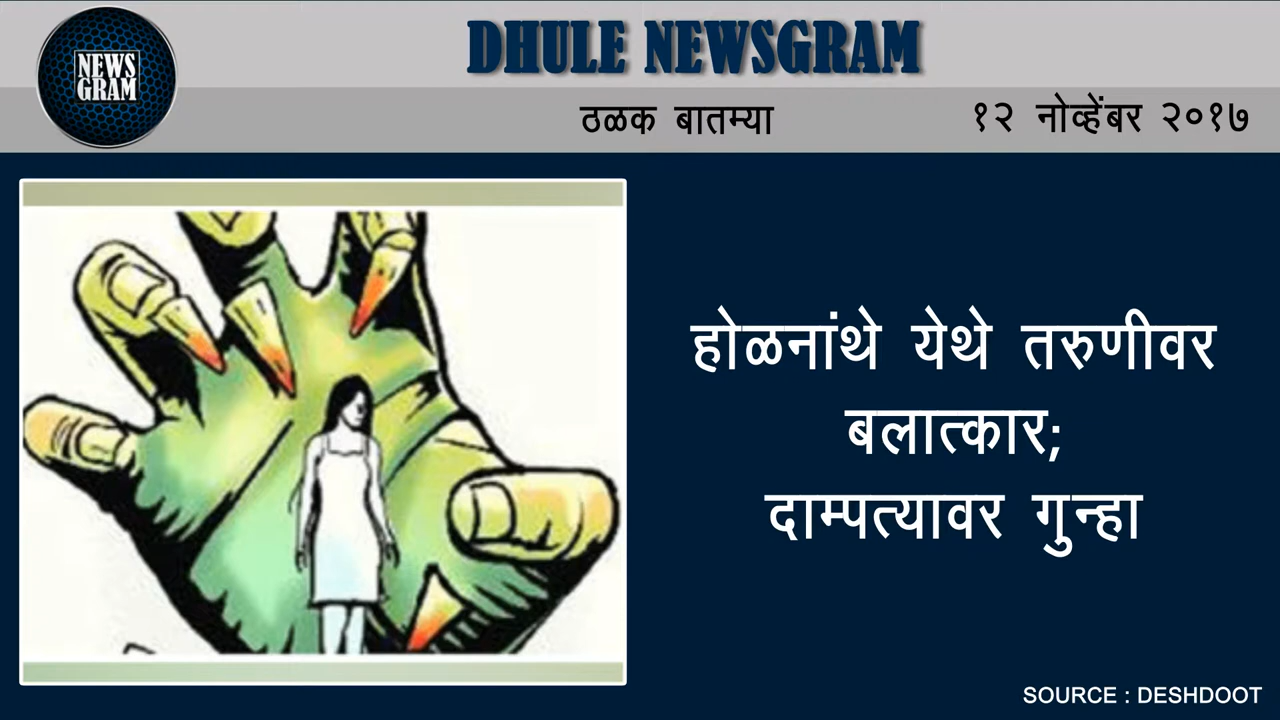 NEWS
GRAM
DHULE NEWSGRAM
ठळक बातम्या
१२ नोव्हेंबर २०१७
होळनांथे येथे तरुणीवर
बलात्कार;
दाम्पत्यावर गुन्हा
SOURCE : DESHDOOT